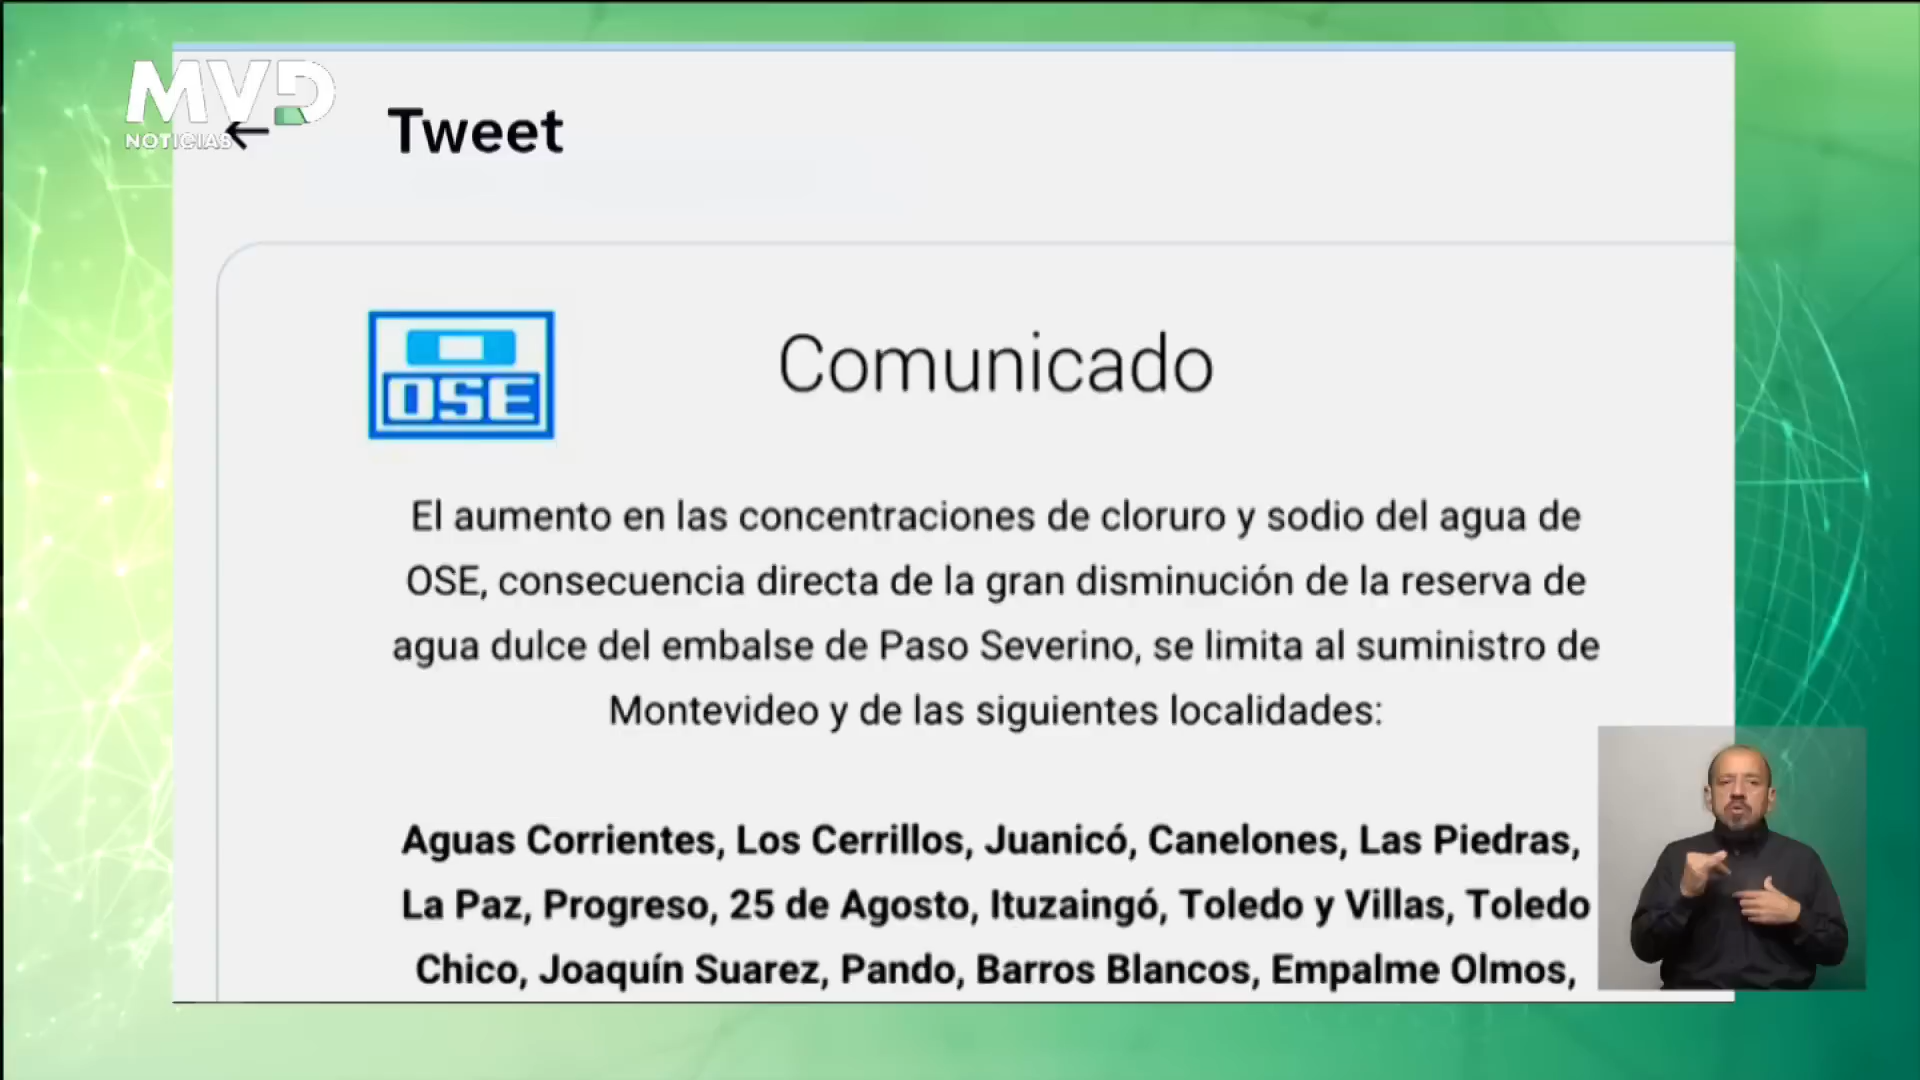 MVD
NOTICIAS
Tweet
OSE
Comunicado
El aumento en las concentraciones de cloruro y sodio del agua de
OSE, consecuencia directa de la gran disminución de la reserva de
agua dulce del embalse de Paso Severino, se limita al suministro de
Montevideo y de las siguientes localidades:
Aguas Corrientes, Los Cerrillos, Juanicó, Canelones, Las Piedras,
La Paz, Progreso, 25 de Agosto, Ituzaingó, Toledo y Villas, Toledo
Chico, Joaquín Suarez, Pando, Barros Blancos, Empalme Olmos,